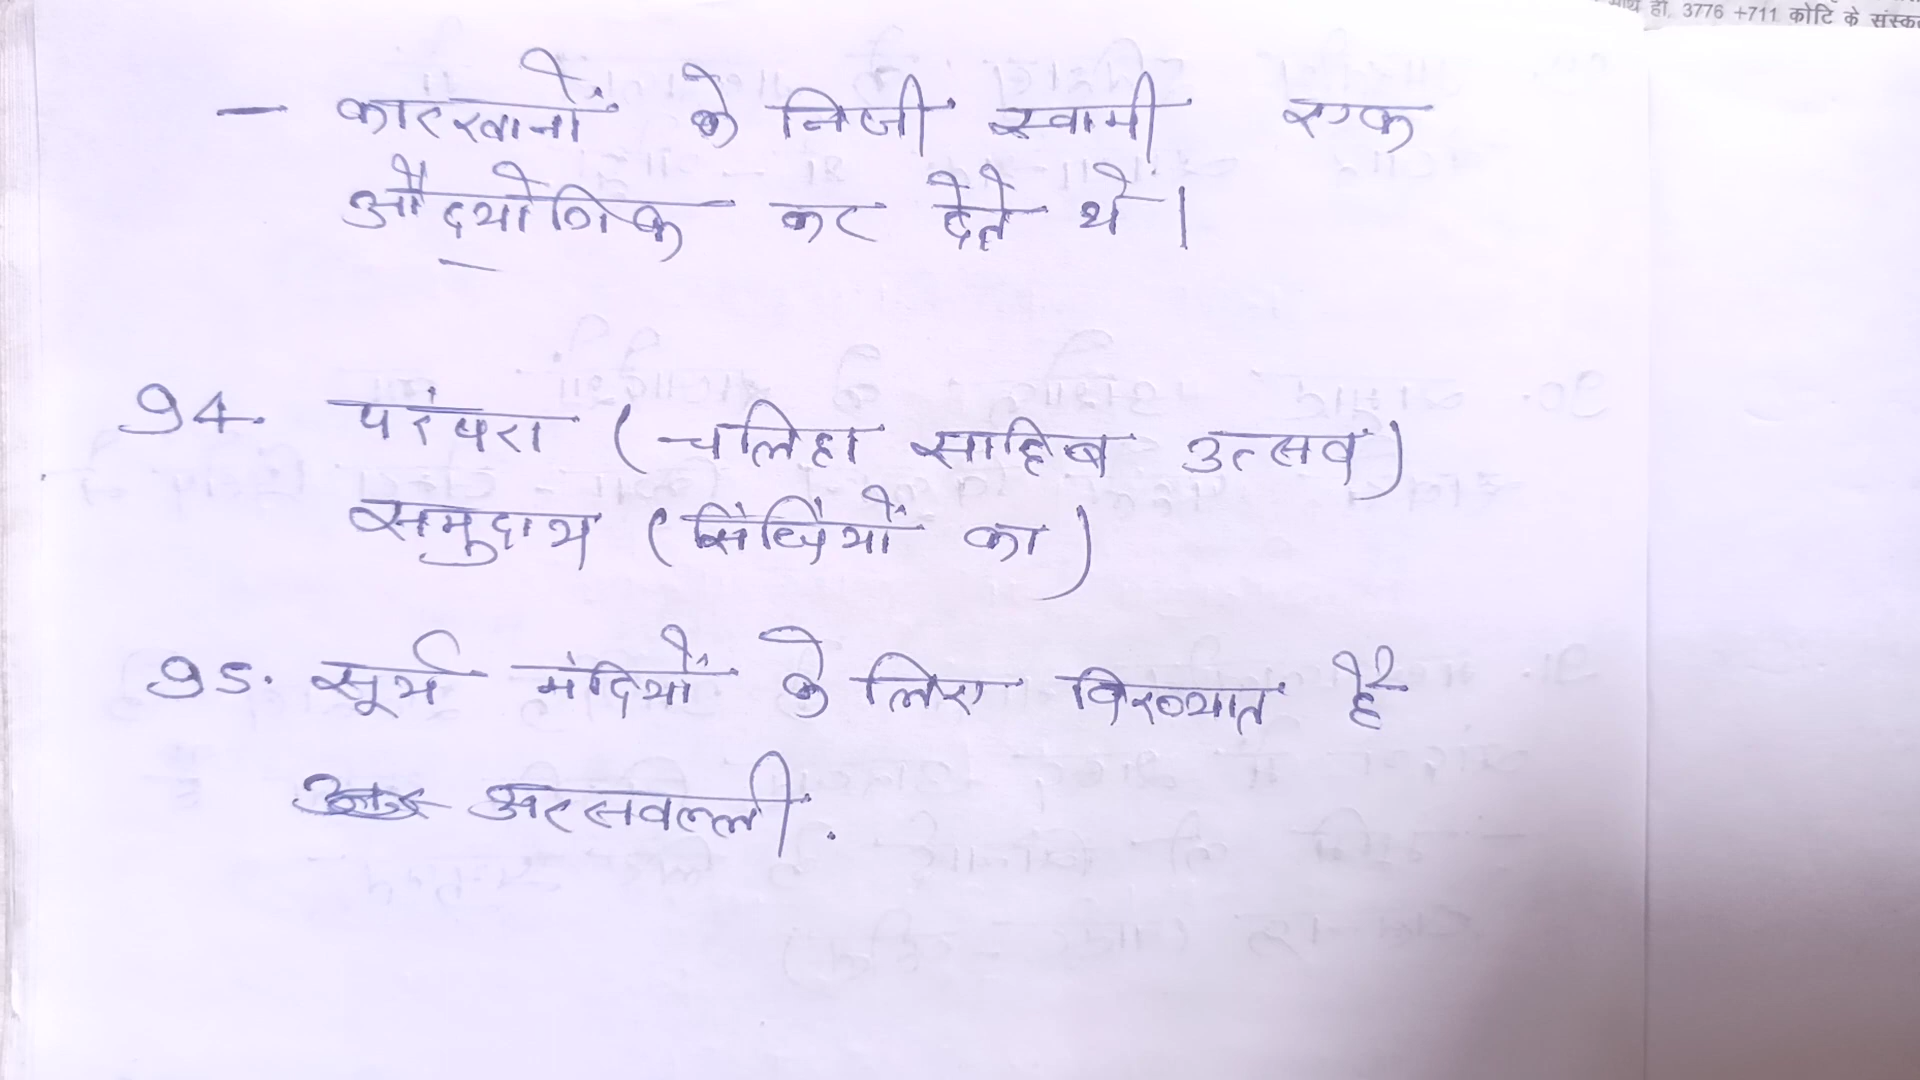 ही, 3776 +711 कोटि के
— कारखानों के निजी स्वामी एक
औद्योगिक कर देते थे।
94. परंपरा (चलिहा साहिब उत्सव)
समुदाय (सिंधियों का)
95. सूर्य मंदियों के लिए विख्यात है
अरसवल्ली.